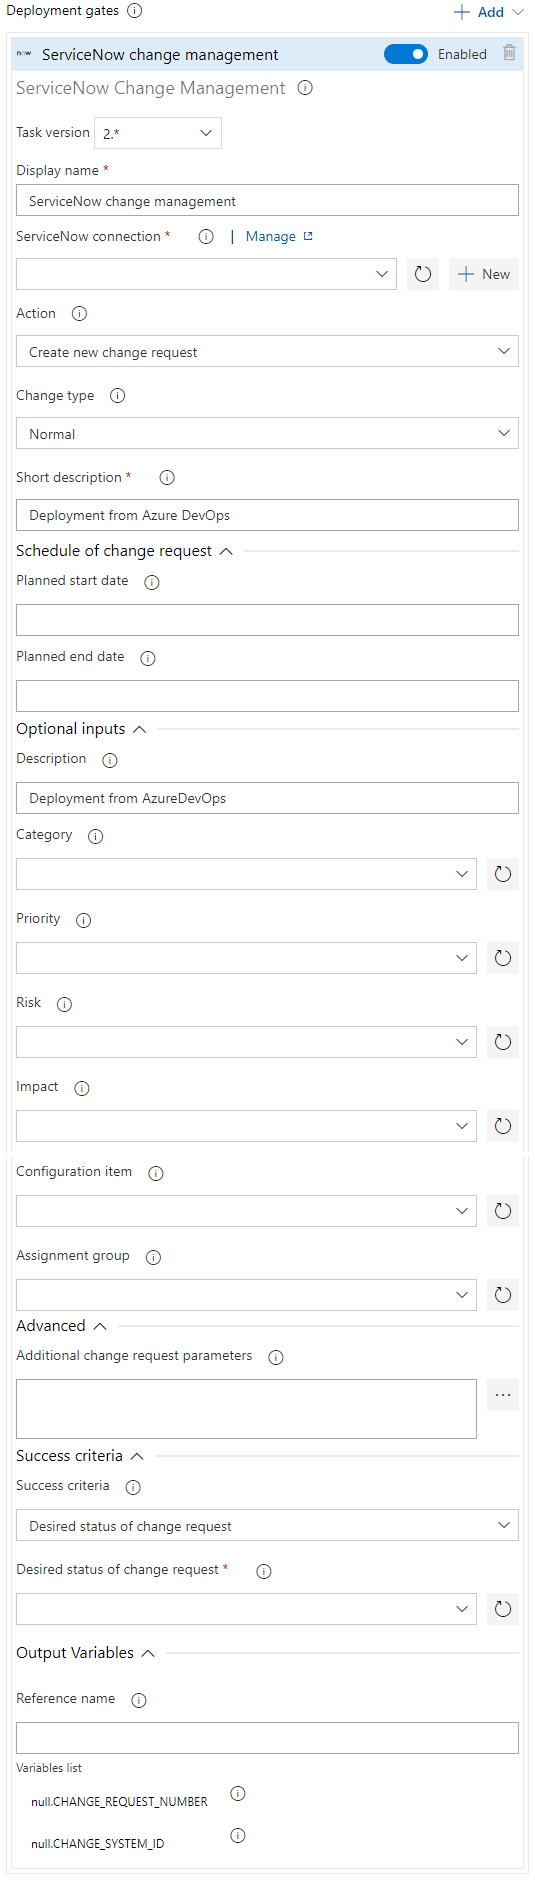 Deployment gates
Add
now ServiceNow change management Enabled
ServiceNow Change Management
Task version 2.*
Display name *
ServiceNow change management
ServiceNow connection * | Manage
New
Action
Create new change request
Change type
Normal
Short description *
Deployment from Azure DevOps
Schedule of change request
Planned start date
Planned end date
Optional inputs
Description
Deployment from AzureDevOps
Category
Priority
Risk
Impact
Configuration item
Assignment group
Advanced
Additional change request parameters
...
Success criteria
Success criteria
Desired status of change request
Desired status of change request *
Output Variables
Reference name
Variables list
null.CHANGE_REQUEST_NUMBER
null.CHANGE_SYSTEM_ID